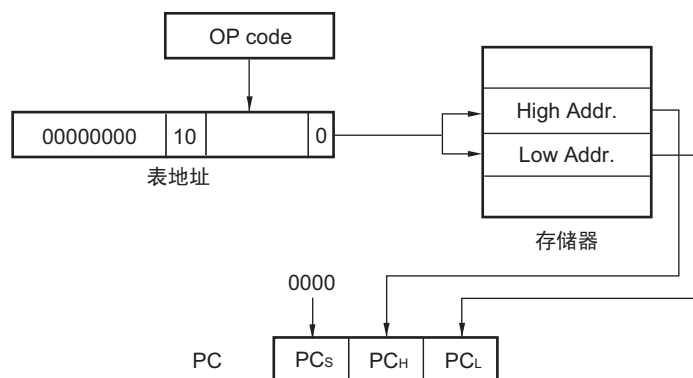 OP code
High Addr.
00000000 10 0
Low Addr.
表地址
存储器
0000
PC PCS PCH PCL